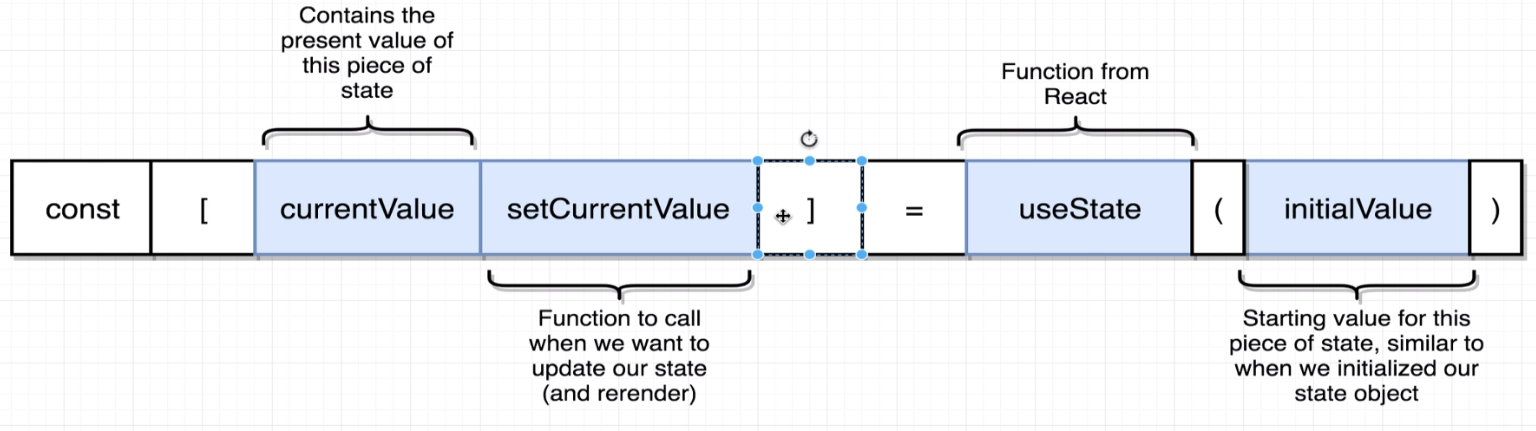 Contains the
present value of
this piece of
state
Function from
React
const [ currentValue setCurrentValue ] = useState ( initialValue )
Function to call
when we want to
update our state
(and rerender)
Starting value for this
piece of state, similar to
when we initialized our
state object